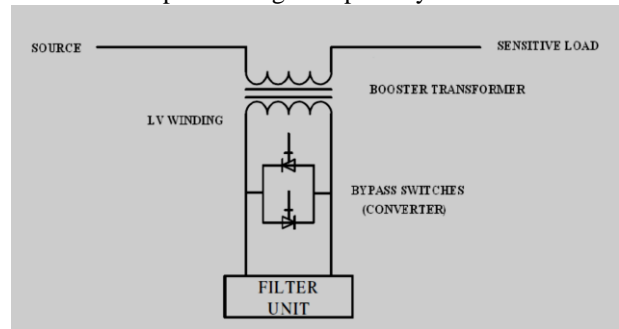 SOURCE
SENSITIVE LOAD
BOOSTER TRANSFORMER
LV WINDING
BYPASS SWITCHES
(CONVERTER)
FILTER
UNIT